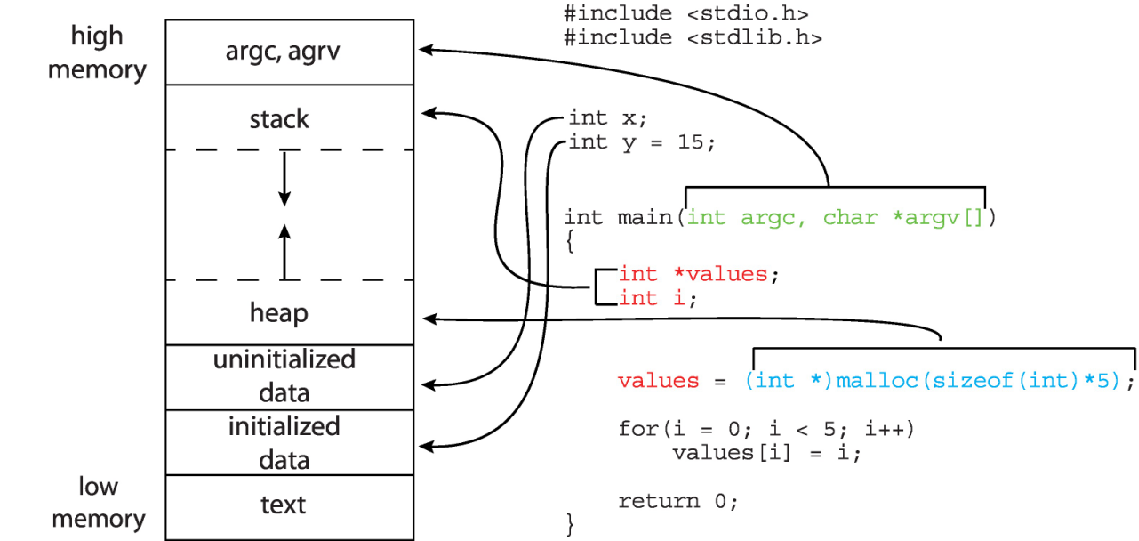 high
memory
argc, agrv
stack
heap
uninitialized
data
initialized
data
low
memory
text
#include <stdio.h>
#include <stdlib.h>
int x;
int y = 15;
int main(int argc, char *argv[])
{
int *values;
int i;
values = (int *)malloc(sizeof(int)*5);
for(i = 0; i < 5; i++)
values[i] = i;
return 0;
}